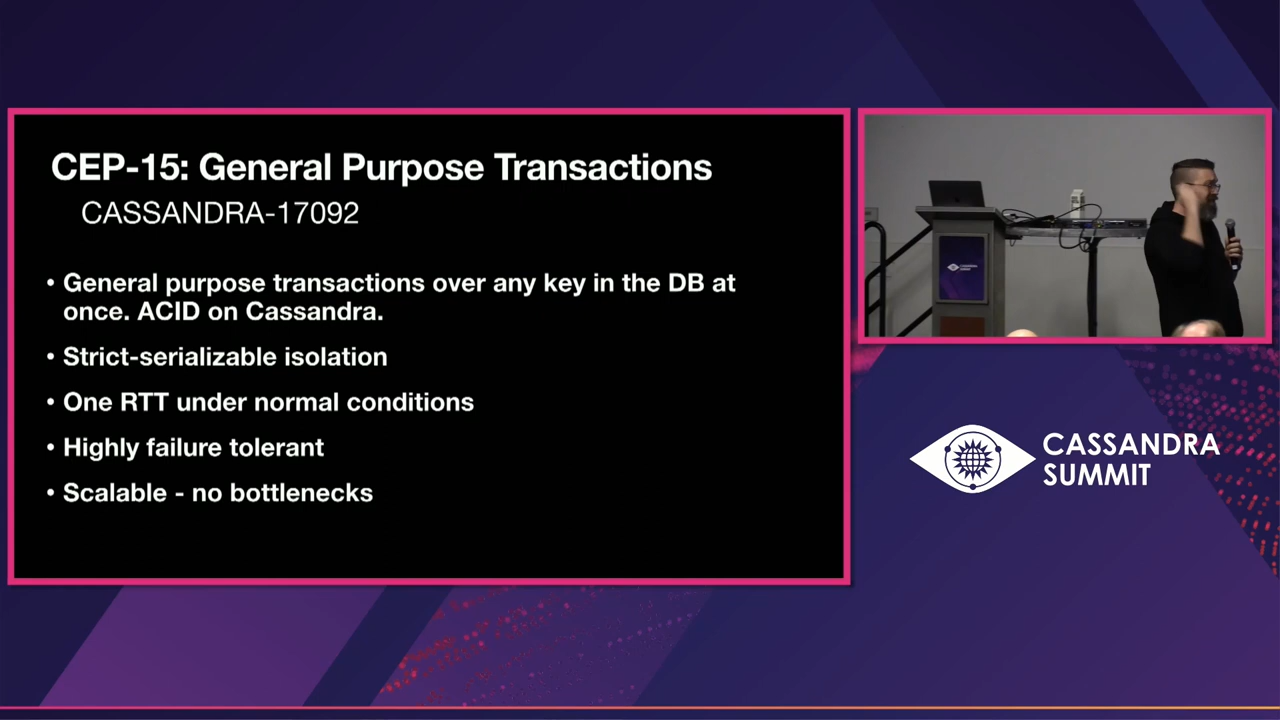 CEP-15: General Purpose Transactions
CASSANDRA-17092
• General purpose transactions over any key in the DB at
once. ACID on Cassandra.
• Strict-serializable isolation
• One RTT under normal conditions
• Highly failure tolerant
• Scalable - no bottlenecks
CASSANDRA
SUMMIT